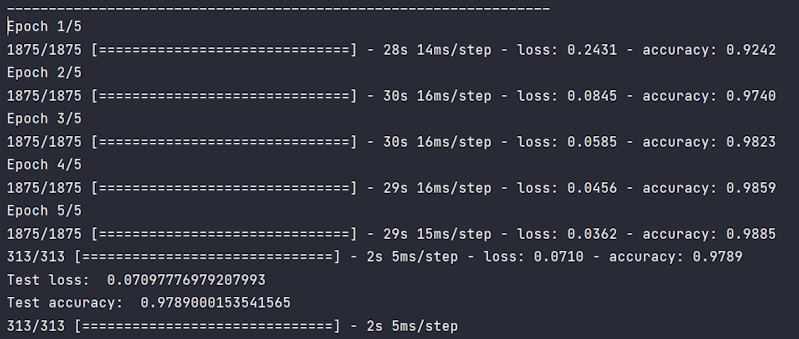 _________________________________________________________________
Epoch 1/5
1875/1875 [==============================] - 28s 14ms/step - loss: 0.2431 - accuracy: 0.9242
Epoch 2/5
1875/1875 [==============================] - 30s 16ms/step - loss: 0.0845 - accuracy: 0.9740
Epoch 3/5
1875/1875 [==============================] - 30s 16ms/step - loss: 0.0585 - accuracy: 0.9823
Epoch 4/5
1875/1875 [==============================] - 29s 16ms/step - loss: 0.0456 - accuracy: 0.9859
Epoch 5/5
1875/1875 [==============================] - 29s 15ms/step - loss: 0.0362 - accuracy: 0.9885
313/313 [==============================] - 2s 5ms/step - loss: 0.0710 - accuracy: 0.9789
Test loss:  0.07097776979207993
Test accuracy:  0.9789000153541565
313/313 [==============================] - 2s 5ms/step